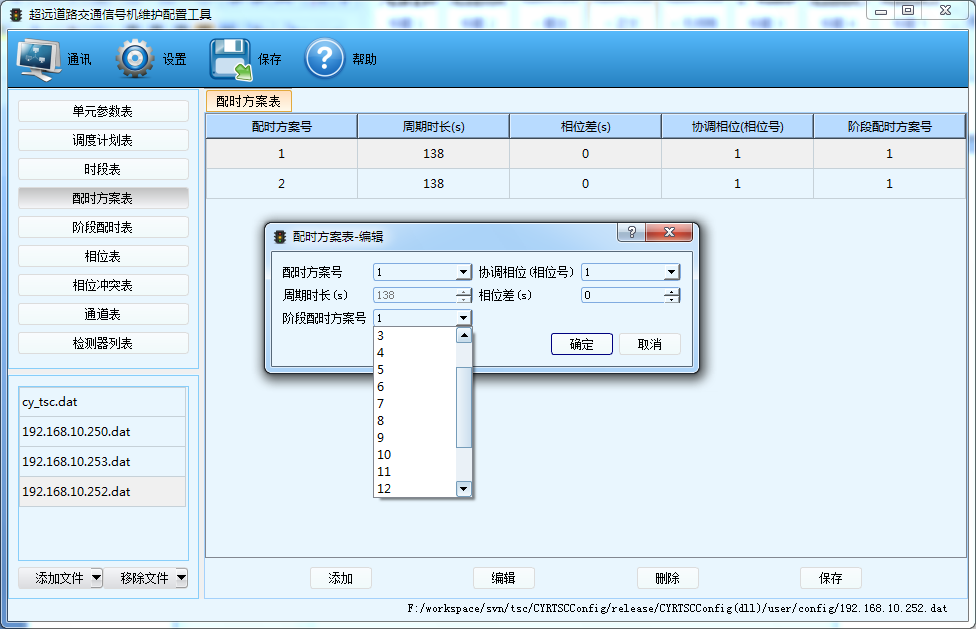 超远道路交通信号机维护配置工具
通讯 设置 保存 帮助
单元参数表
调度计划表
时段表
配时方案表
阶段配时表
相位表
相位冲突表
通道表
检测器列表
cy_tsc.dat
192.168.10.250.dat
192.168.10.253.dat
192.168.10.252.dat
添加文件 移除文件
配时方案表
配时方案号 周期时长(s) 相位差(s) 协调相位(相位号) 阶段配时方案号
1 138 0 1 1
2 138 0 1 1
配时方案表-编辑
配时方案号 1 协调相位(相位号) 1
周期时长(s) 138 相位差(s) 0
阶段配时方案号 1
3
4
5
6
7
8
9
10
11
12
确定 取消
添加 编辑 删除 保存
F:/workspace/svn/tsc/CYRTSCConfig/release/CYRTSCConfig(dll)/user/config/192.168.10.252.dat